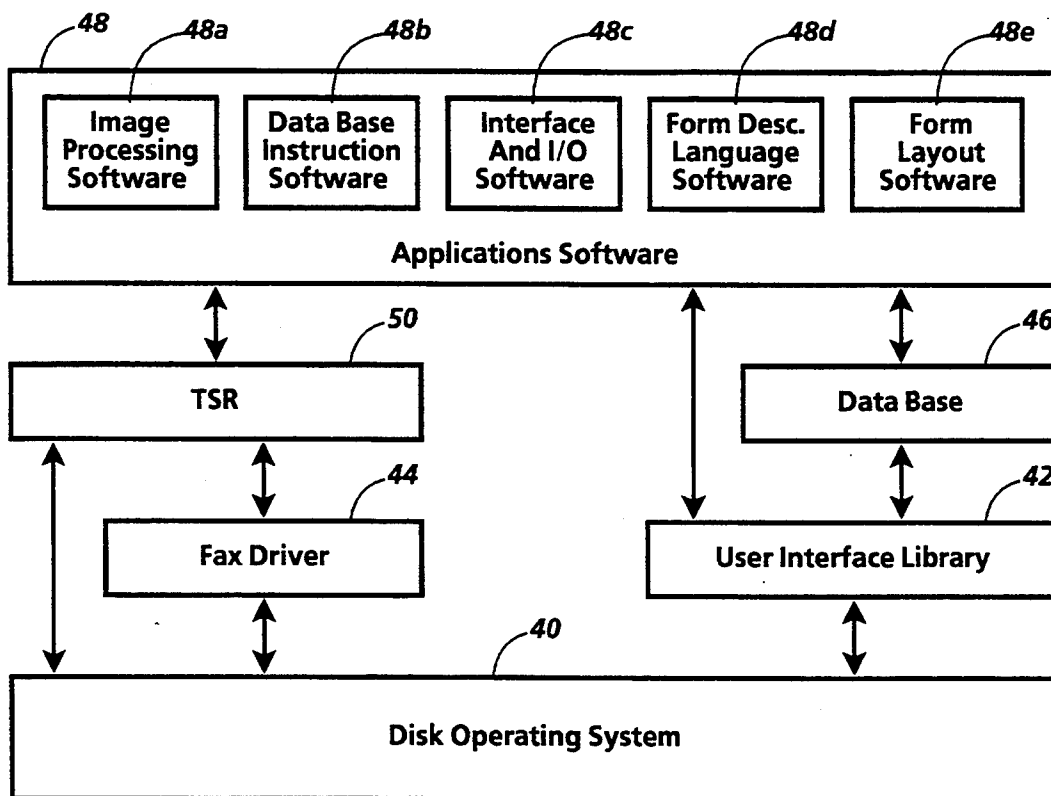 48
48a
48b
48c
48d
48e
Image
Processing
Software
Data Base
Instruction
Software
Interface
And I/O
Software
Form Desc.
Language
Software
Form
Layout
Software
Applications Software
50
46
TSR
Data Base
44
42
Fax Driver
User Interface Library
40
Disk Operating System